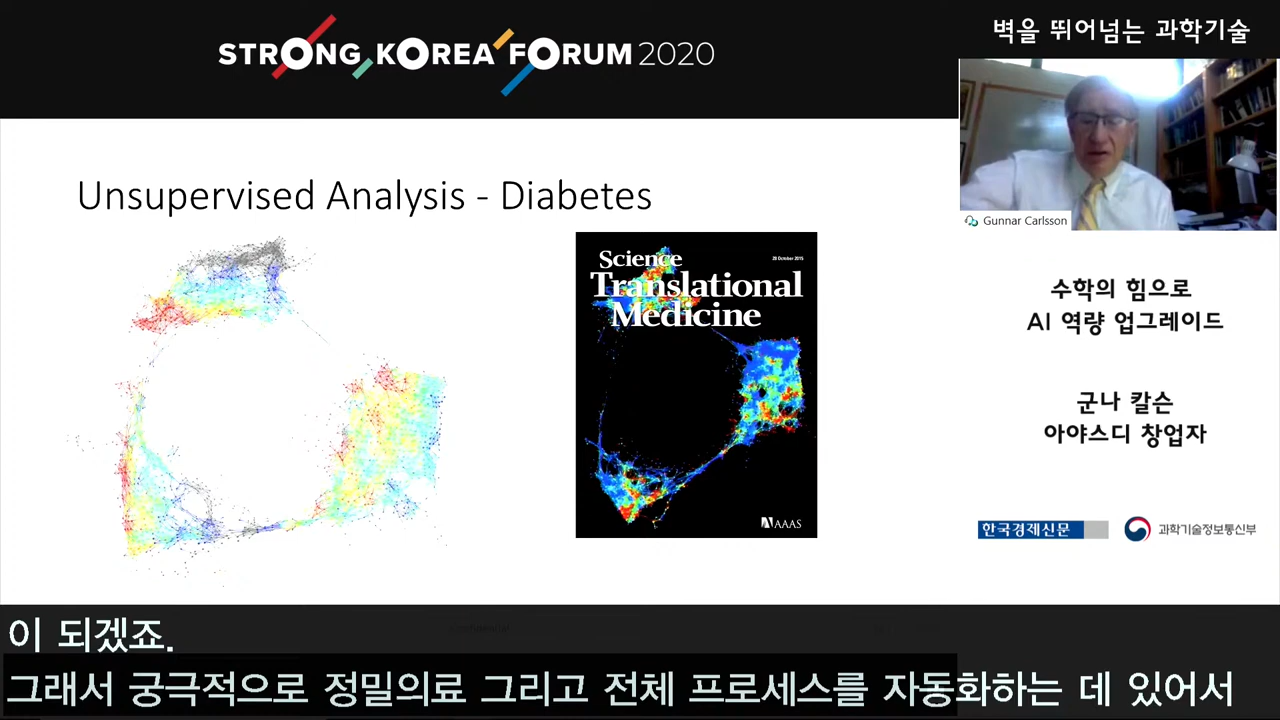 STRONG KOREA FORUM 2020
벽을 뛰어넘는 과학기술
Gunnar Carlsson
Unsupervised Analysis - Diabetes
Science
Translational
Medicine
28 October 2015
AAAS
수학의 힘으로
AI 역량 업그레이드
군나 칼슨
아야스디 창업자
한국경제신문
과학기술정보통신부
이 되겠죠.
그래서 궁극적으로 정밀의료 그리고 전체 프로세스를 자동화하는 데 있어서